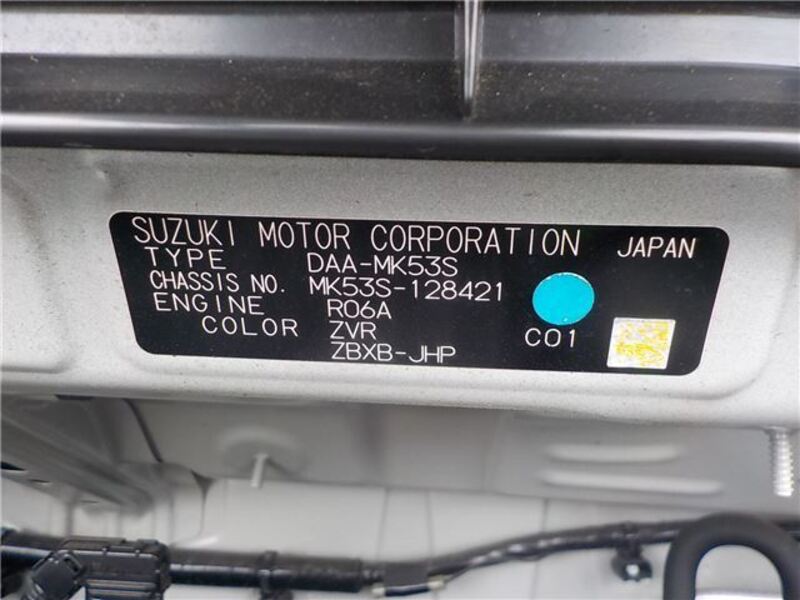 SUZUKI MOTOR CORPORATION JAPAN
TYPE DAA-MK53S
CHASSIS NO. MK53S-128421
ENGINE R06A
COLOR ZVR
ZBXB-JHP C01